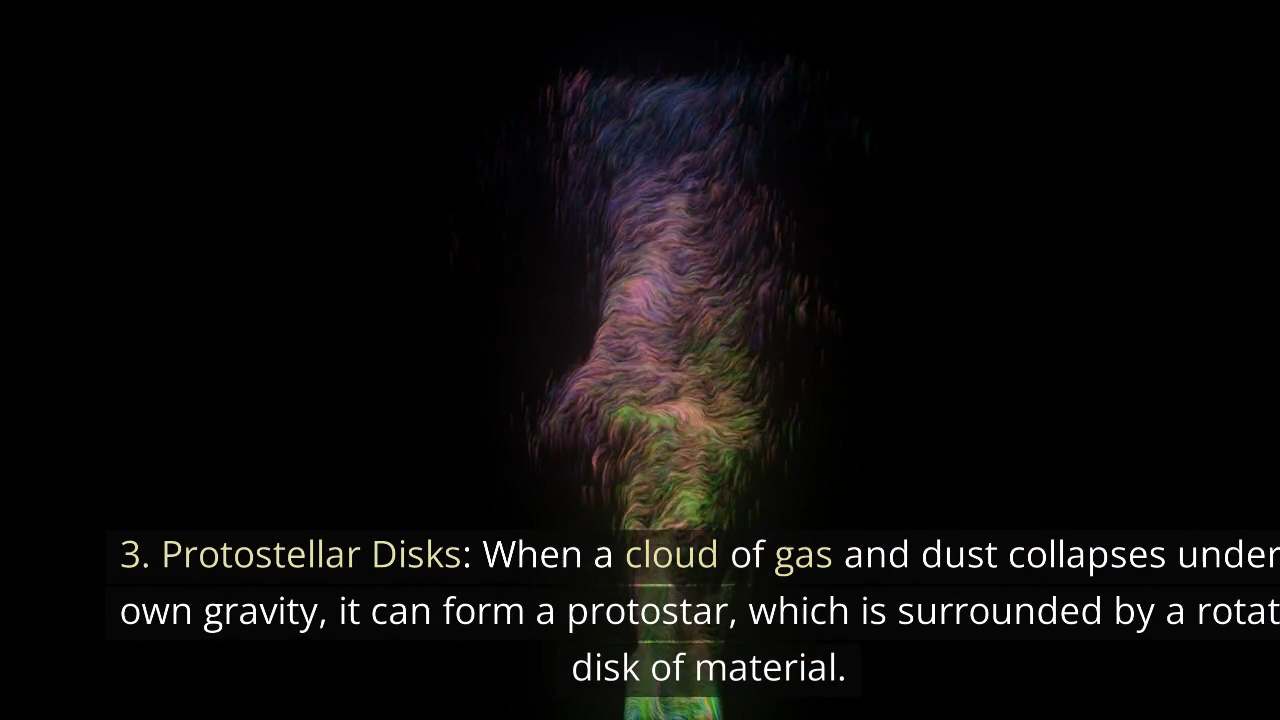 3. Protostellar Disks: When a cloud of gas and dust collapses under
own gravity, it can form a protostar, which is surrounded by a rotat
disk of material.